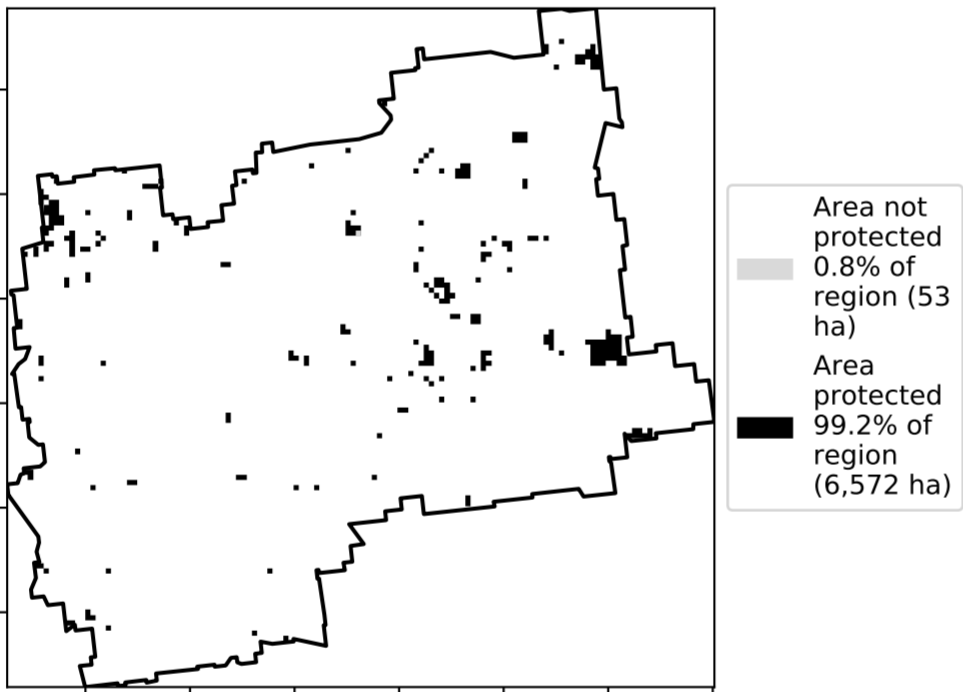 Area not
protected
0.8% of
region (53
ha)
Area
protected
99.2% of
region
(6,572 ha)